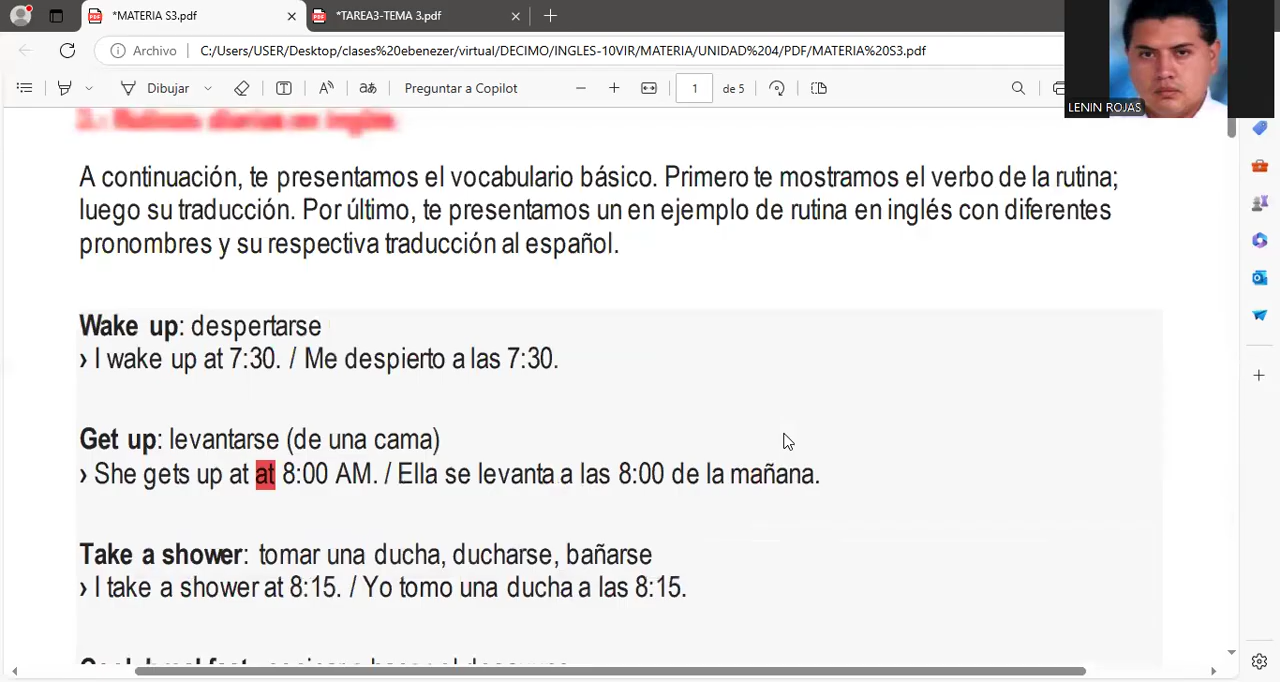 *MATERIA S3.pdf
*TAREA3-TEMA 3.pdf
Archivo
C:/Users/USER/Desktop/clases%20ebenezer/virtual/DECIMO/INGLES-10VIR/MATERIA/UNIDAD%204/PDF/MATERIA%20S3.pdf
Dibujar
Preguntar a Copilot
1
de 5
LENIN ROJAS
Rutinas diarias en inglés
A continuación, te presentamos el vocabulario básico. Primero te mostramos el verbo de la rutina;
luego su traducción. Por último, te presentamos un en ejemplo de rutina en inglés con diferentes
pronombres y su respectiva traducción al español.
Wake up: despertarse
› I wake up at 7:30. / Me despierto a las 7:30.
Get up: levantarse (de una cama)
› She gets up at at 8:00 AM. / Ella se levanta a las 8:00 de la mañana.
Take a shower: tomar una ducha, ducharse, bañarse
› I take a shower at 8:15. / Yo tomo una ducha a las 8:15.